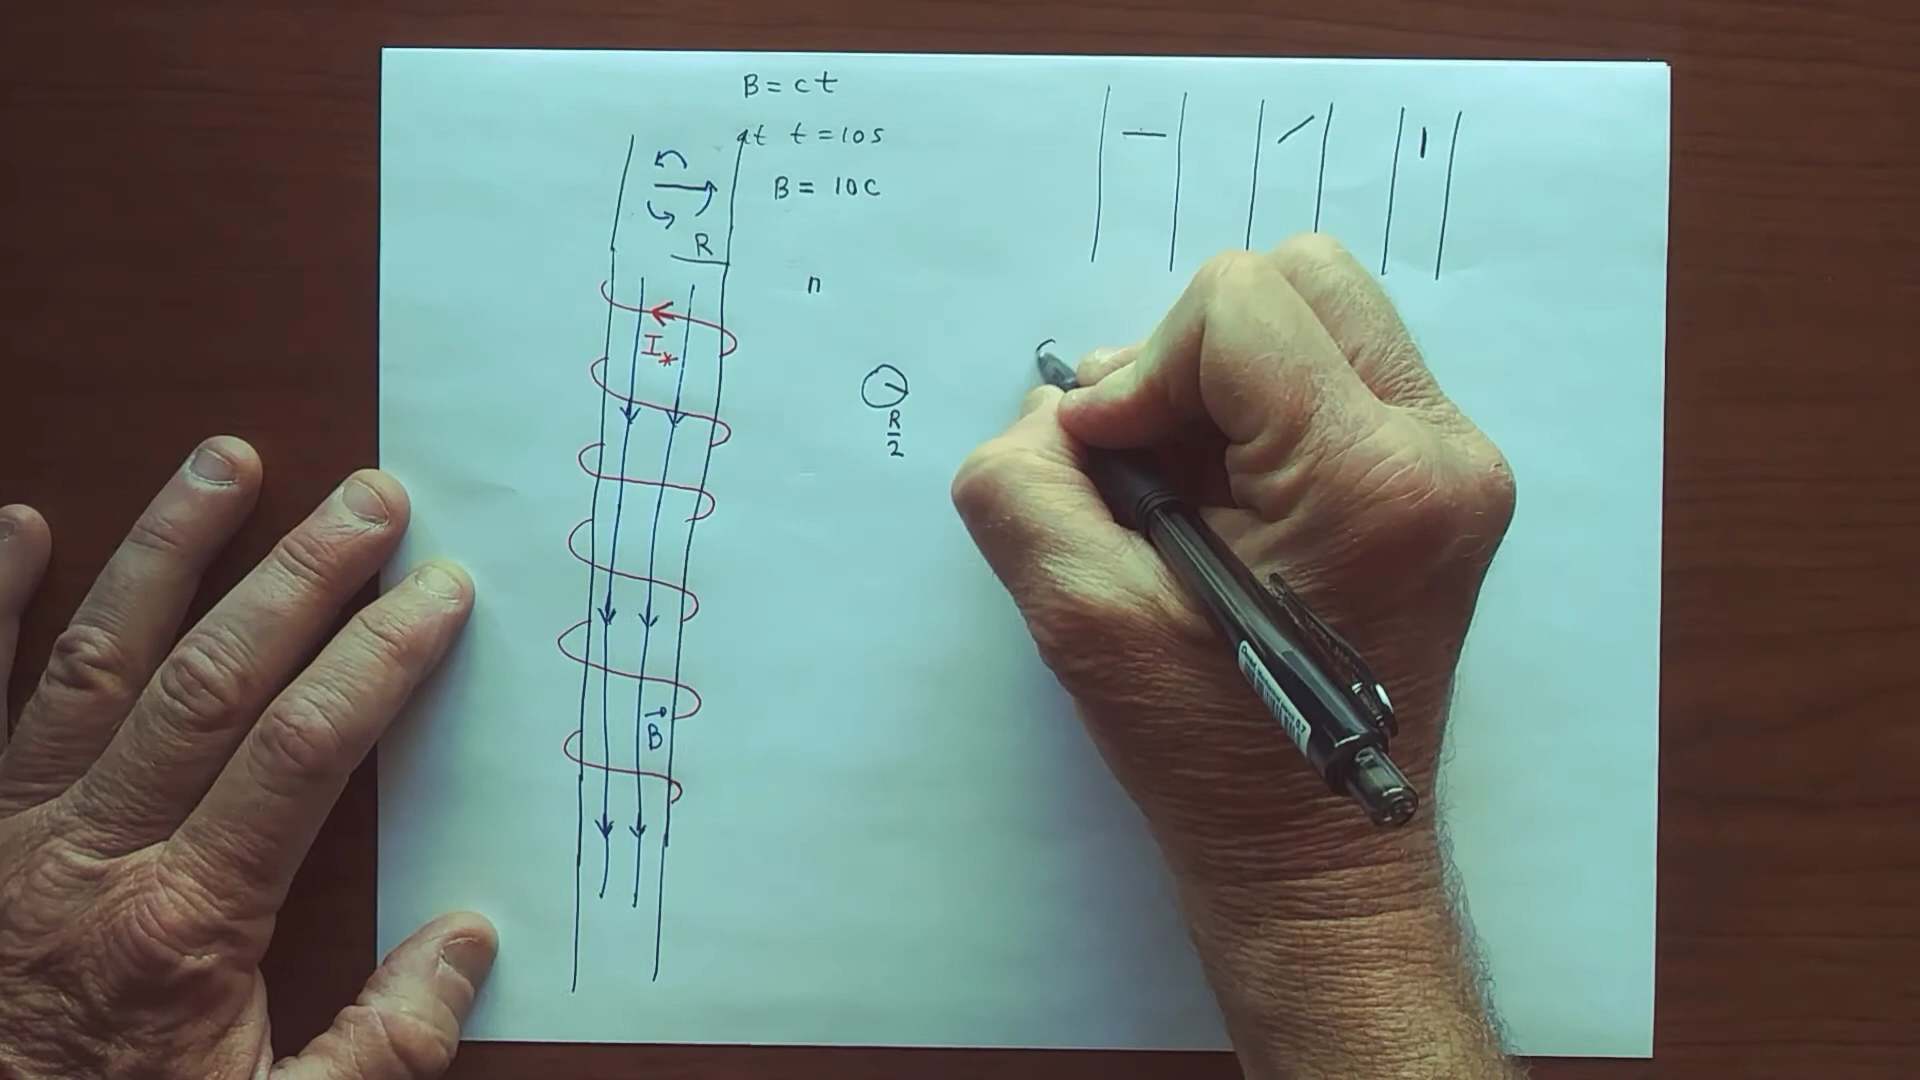 B = ct
at t = 10s
B = 10c
R
n
I*
R/2
B⃗